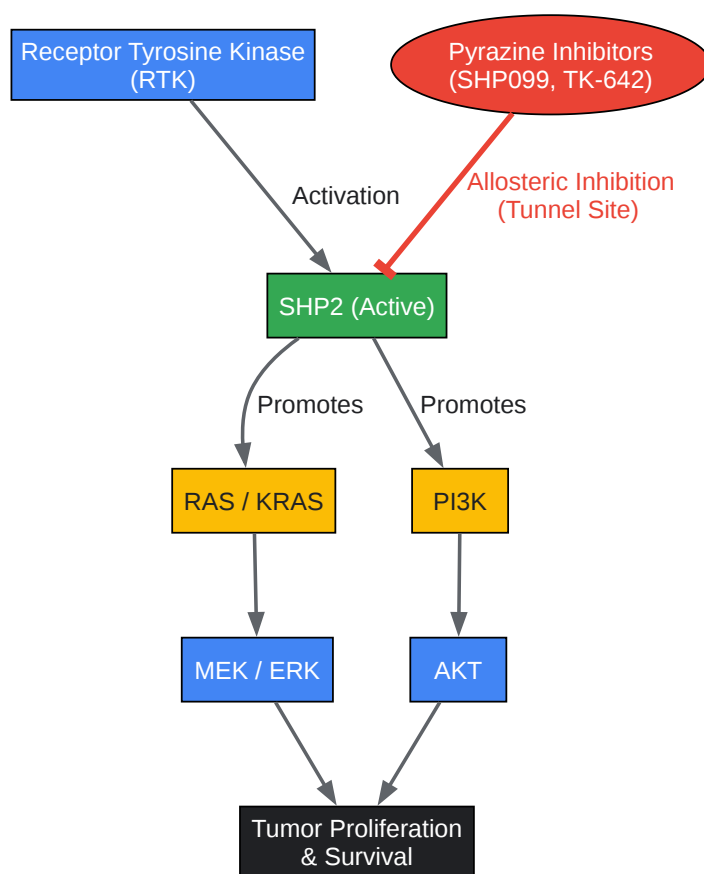 Receptor Tyrosine Kinase
(RTK)
Pyrazine Inhibitors
(SHP099, TK-642)
Activation
Allosteric Inhibition
(Tunnel Site)
SHP2 (Active)
Promotes
Promotes
RAS / KRAS
PI3K
MEK / ERK
AKT
Tumor Proliferation
& Survival